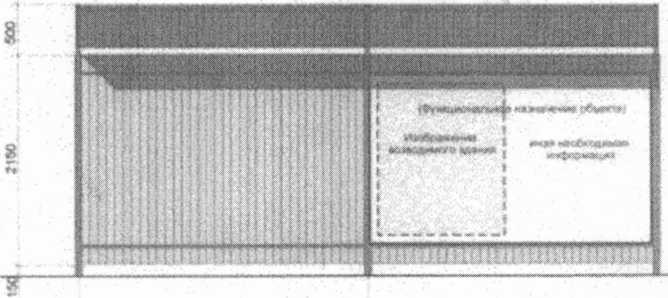 500
(Функциональное назначение объекта)
Изображение
возводимого здания
иная необходимая
информация
2150
150